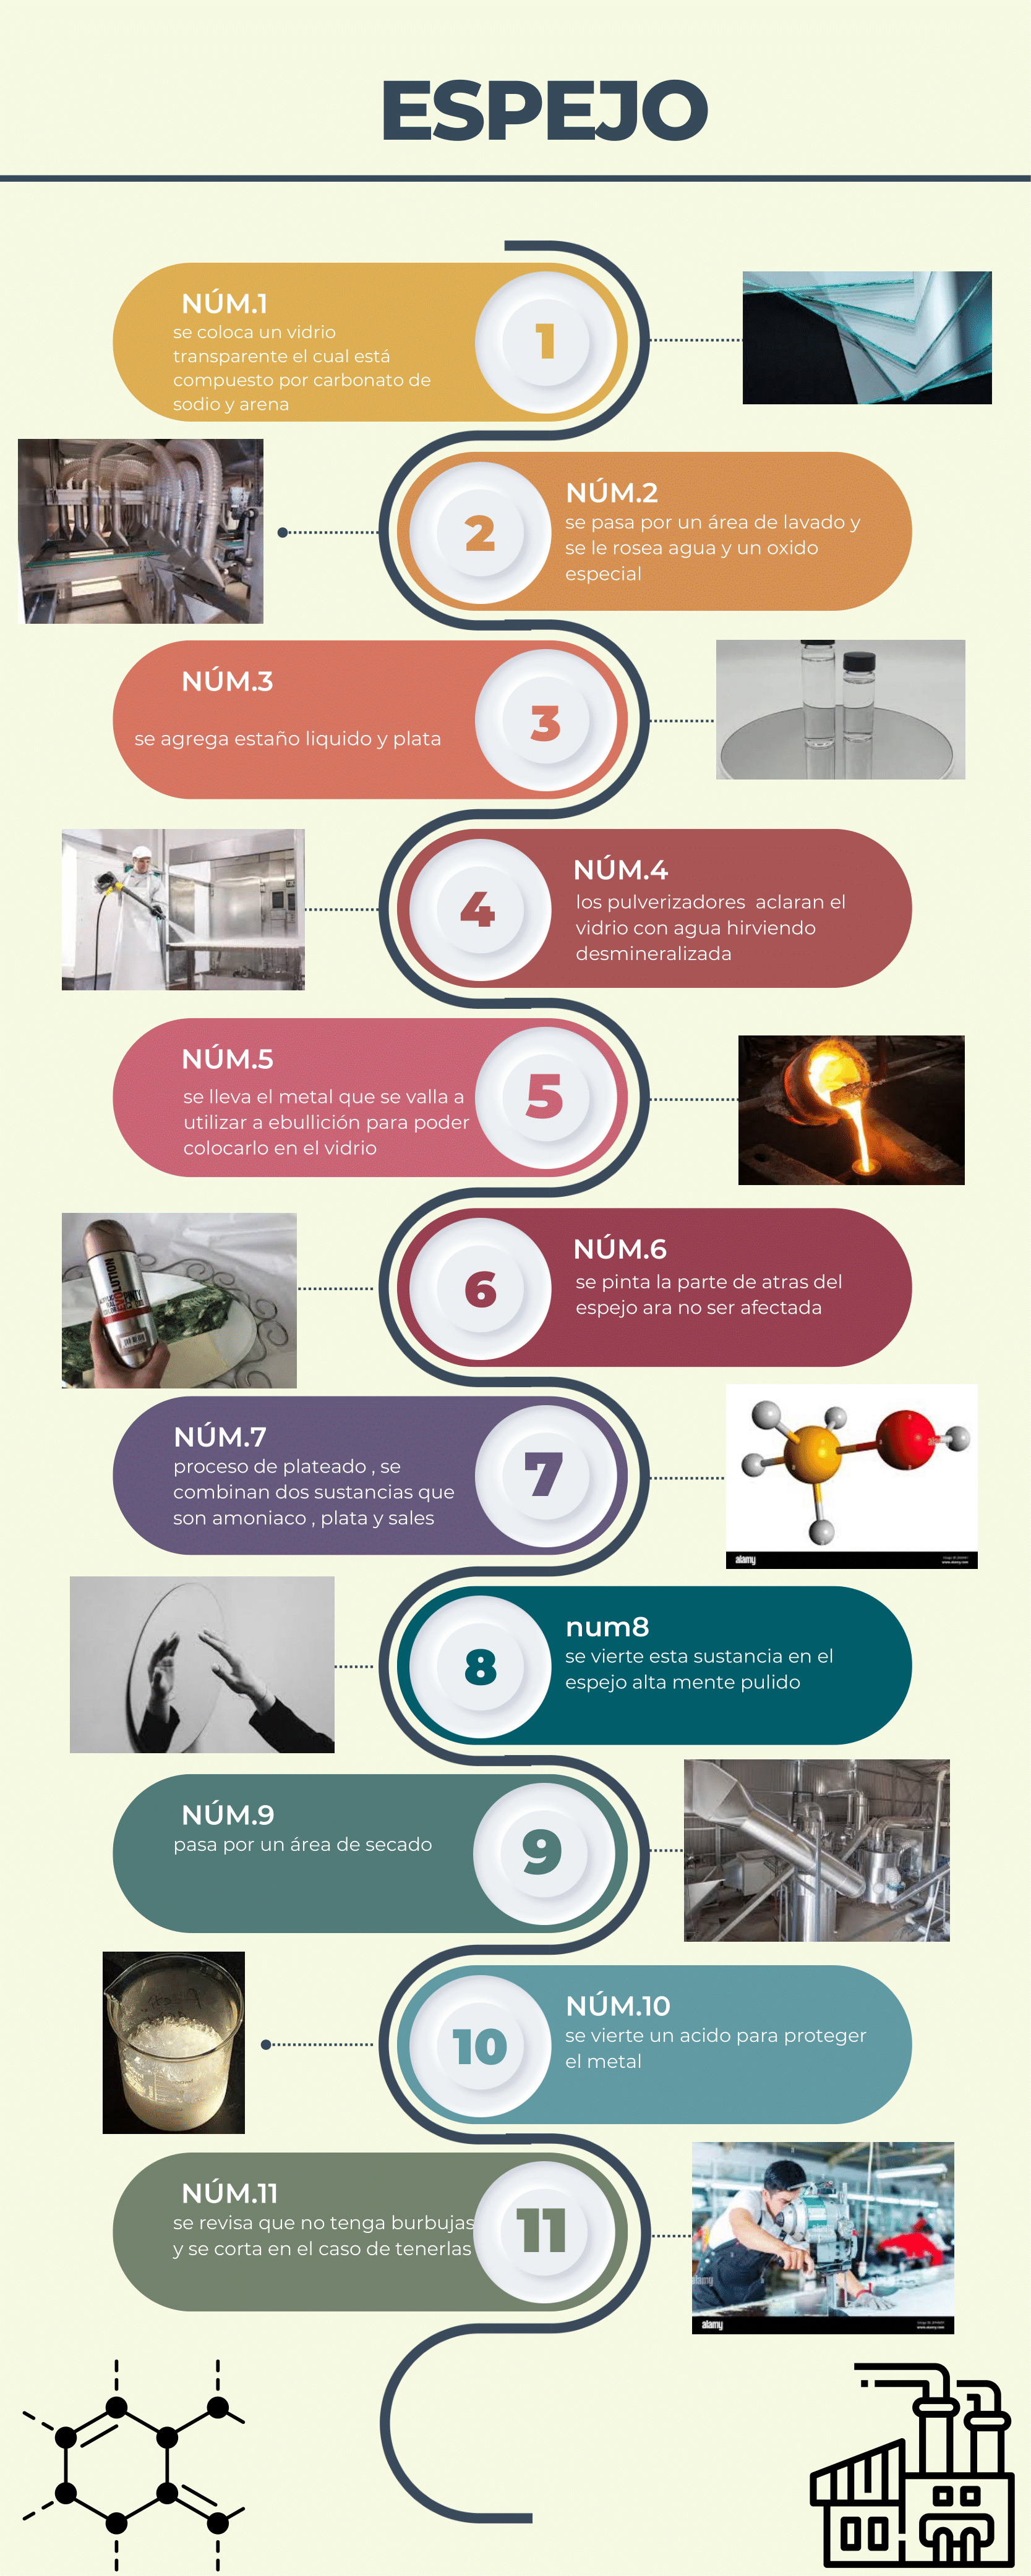 ESPEJO
NÚM.1
se coloca un vidrio
transparente el cual está
compuesto por carbonato de
sodio y arena
1
2
NÚM.2
se pasa por un área de lavado y
se le rosea agua y un oxido
especial
NÚM.3
se agrega estaño liquido y plata
3
4
NÚM.4
los pulverizadores aclaran el
vidrio con agua hirviendo
desmineralizada
NÚM.5
se lleva el metal que se valla a
utilizar a ebullición para poder
colocarlo en el vidrio
5
6
NÚM.6
se pinta la parte de atras del
espejo ara no ser afectada
NÚM.7
proceso de plateado , se
combinan dos sustancias que
son amoniaco , plata y sales
7
alamy
8
num8
se vierte esta sustancia en el
espejo alta mente pulido
NÚM.9
pasa por un área de secado
9
10
NÚM.10
se vierte un acido para proteger
el metal
NÚM.11
se revisa que no tenga burbujas
y se corta en el caso de tenerlas
11
alamy